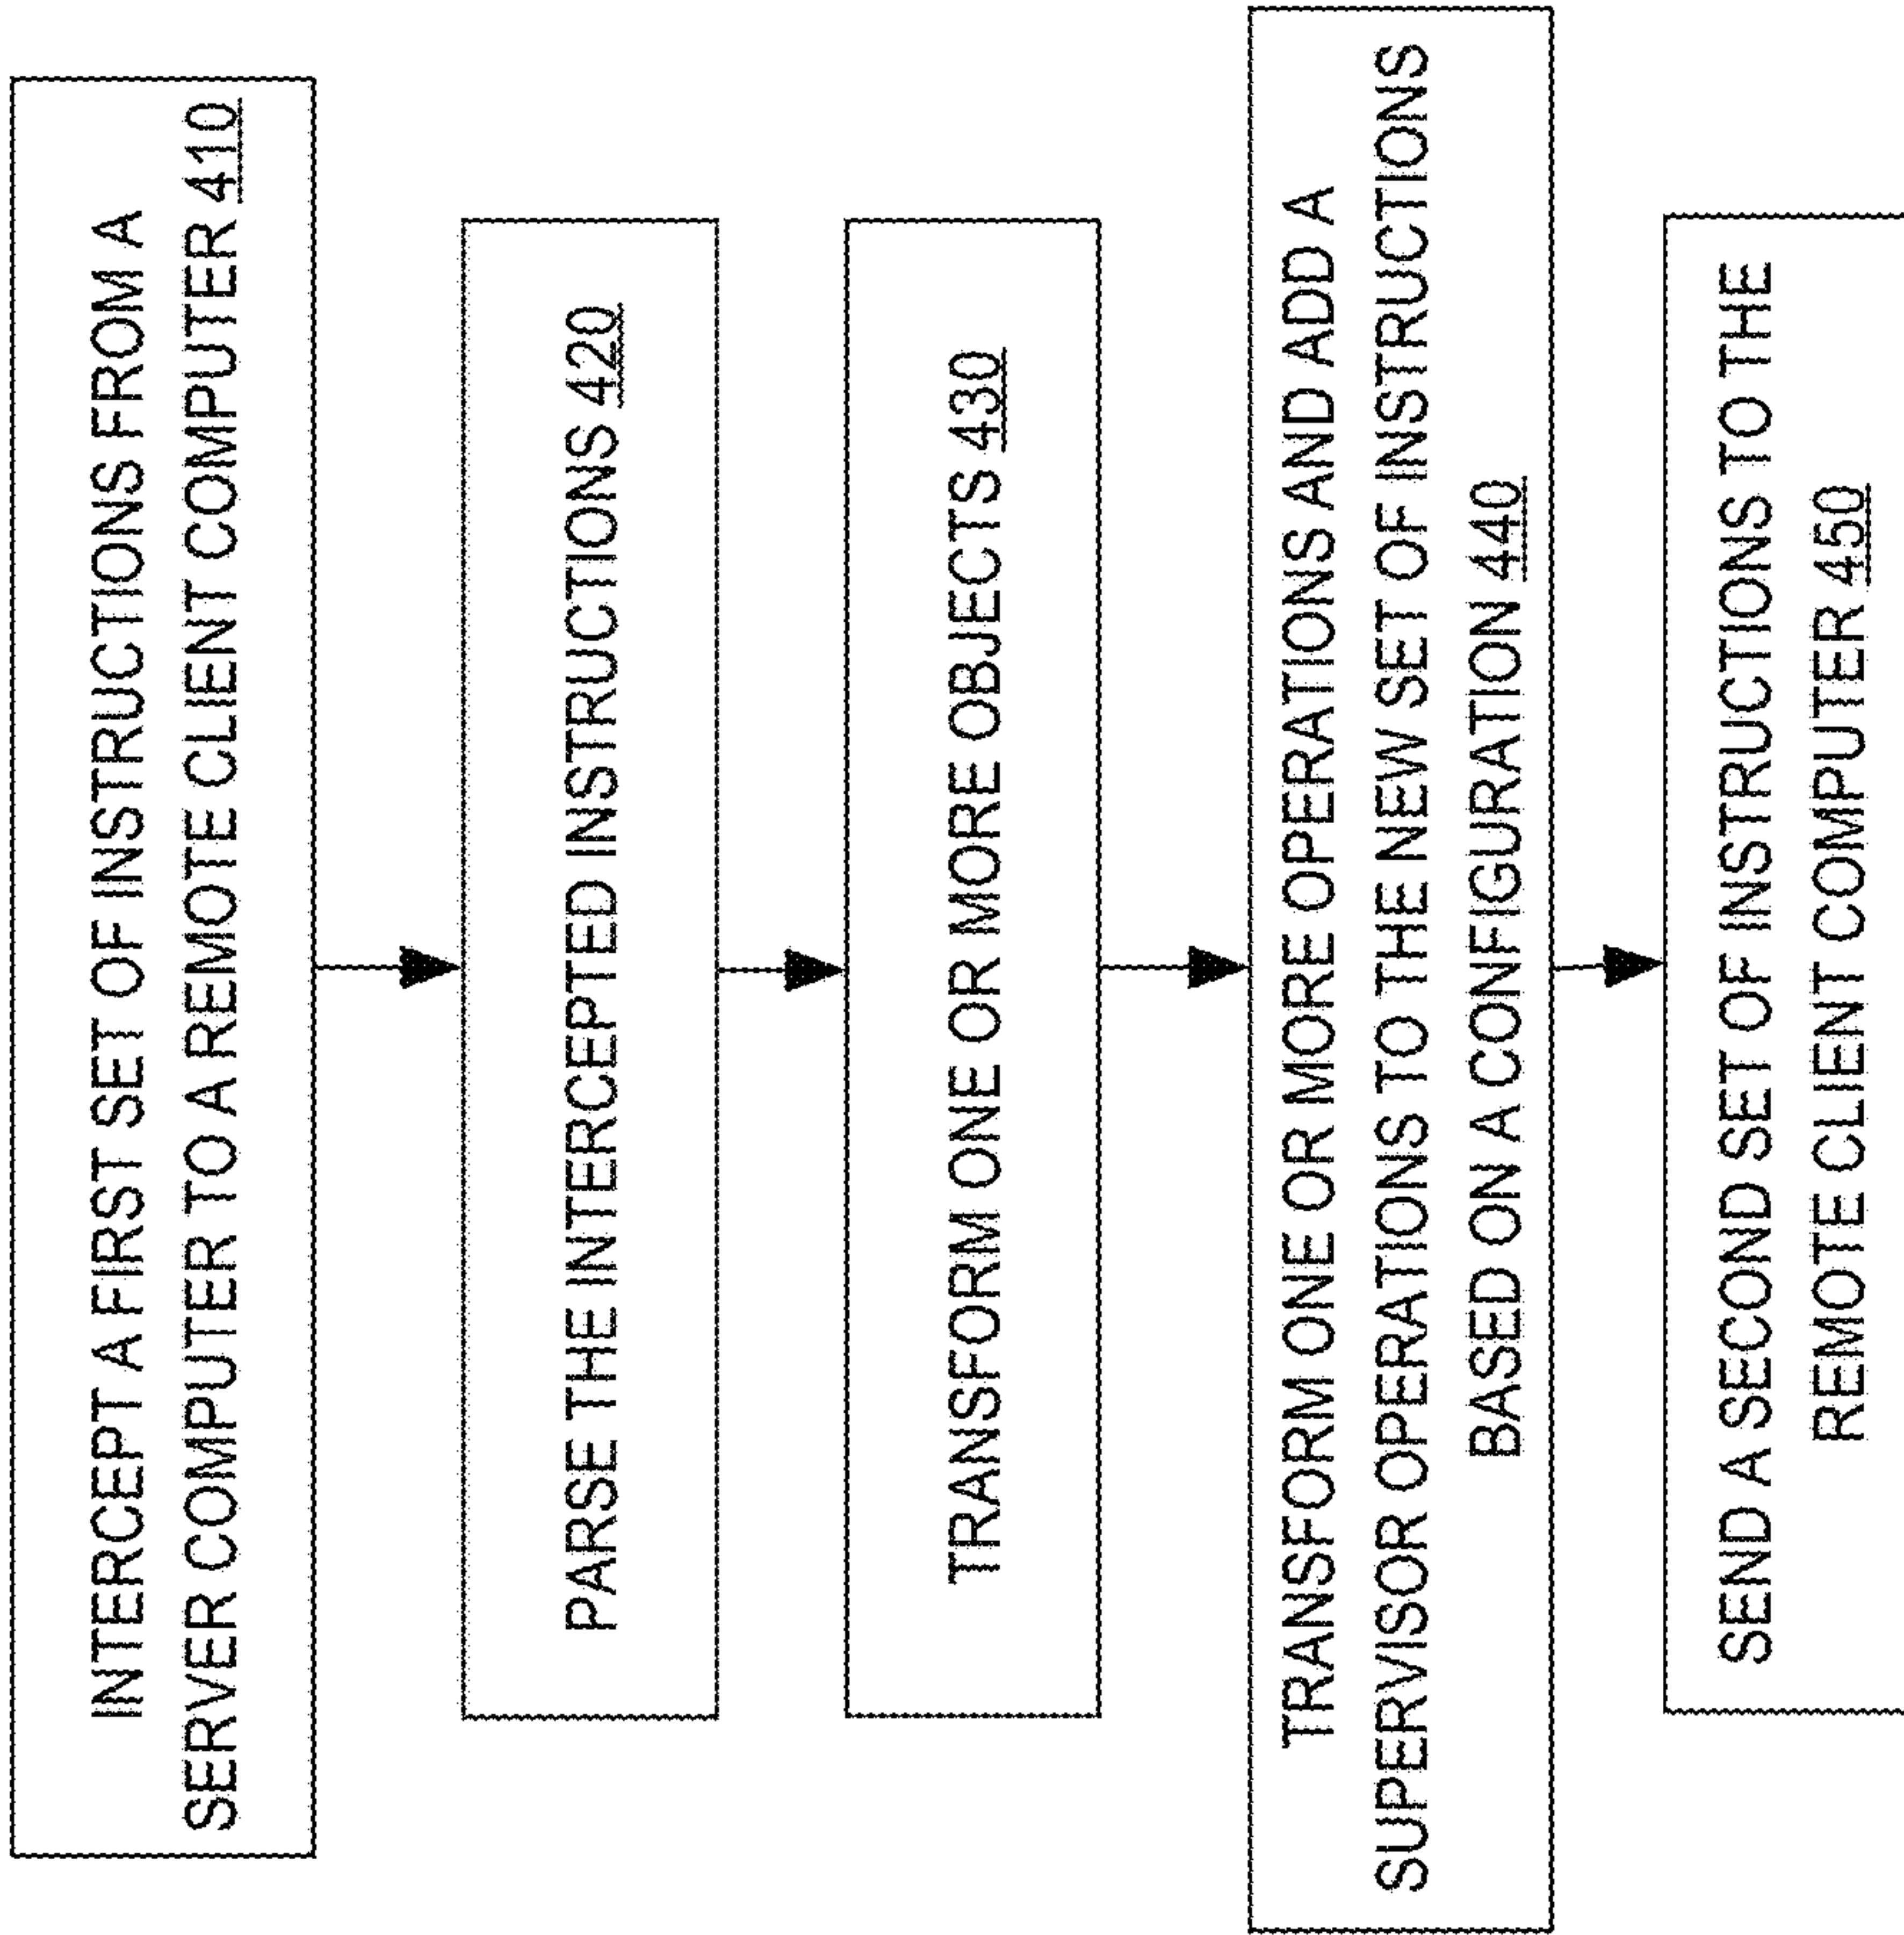 INTERCEPT A FIRST SET OF INSTRUCTIONS FROM A
SERVER COMPUTER TO A REMOTE CLIENT COMPUTER 410
PARSE THE INTERCEPTED INSTRUCTIONS 420
TRANSFORM ONE OR MORE OBJECTS 430
TRANSFORM ONE OR MORE OPERATIONS AND ADD A
SUPERVISOR OPERATIONS TO THE NEW SET OF INSTRUCTIONS
BASED ON A CONFIGURATION 440
SEND A SECOND SET OF INSTRUCTIONS TO THE
REMOTE CLIENT COMPUTER 450